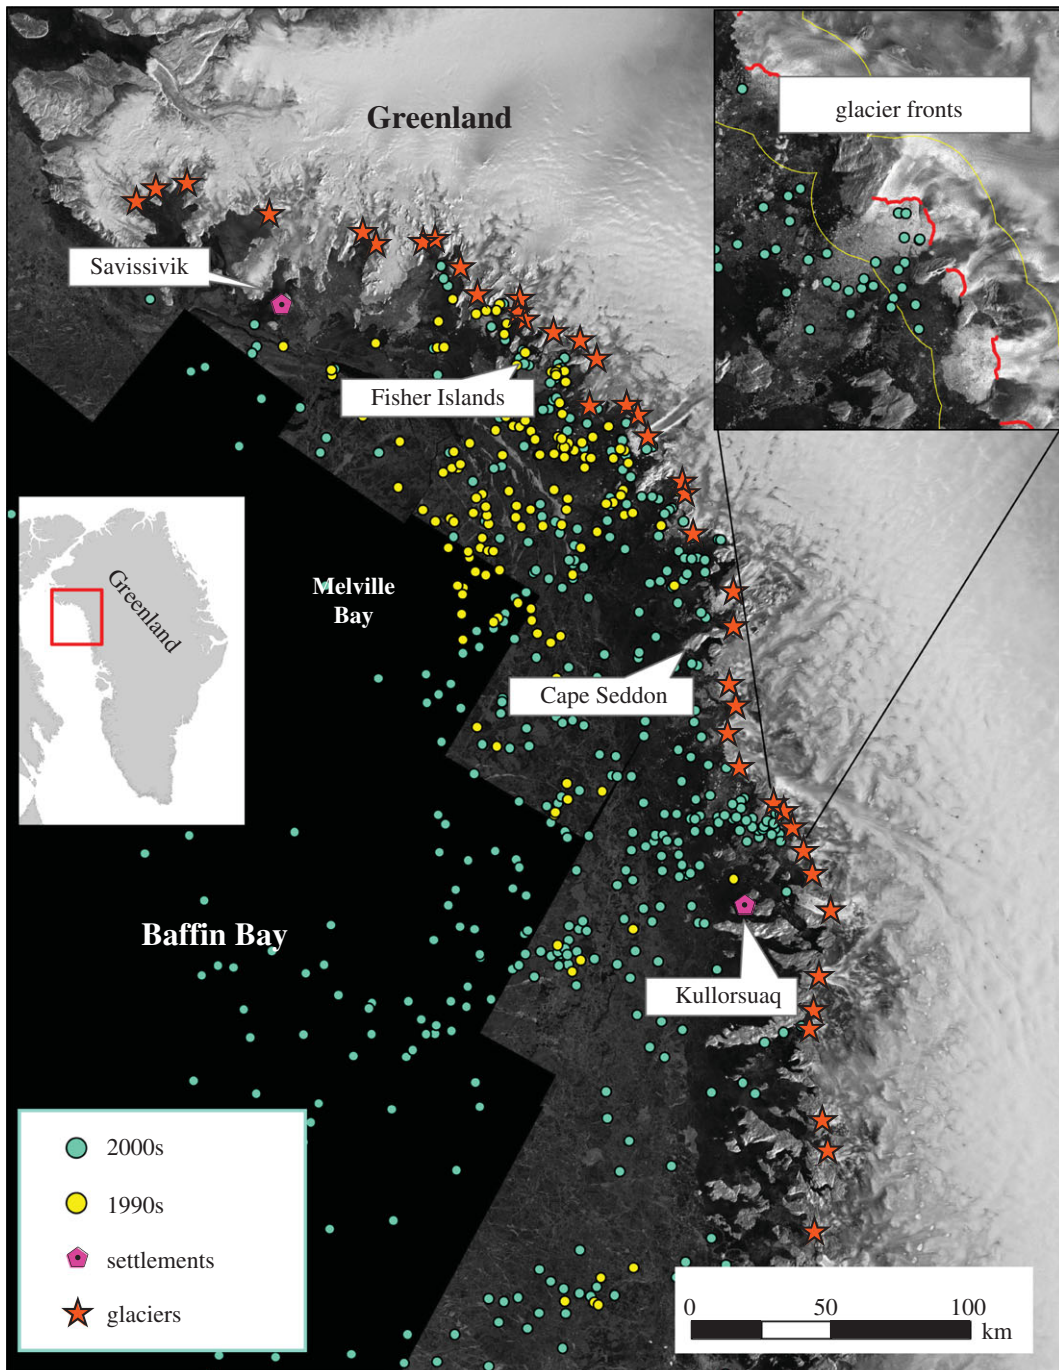 Greenland
glacier fronts
Savissivik
Fisher Islands
Greenland
Melville
Bay
Cape Seddon
Baffin Bay
Kullorsuaq
2000s
1990s
settlements
glaciers
0 50 100
km